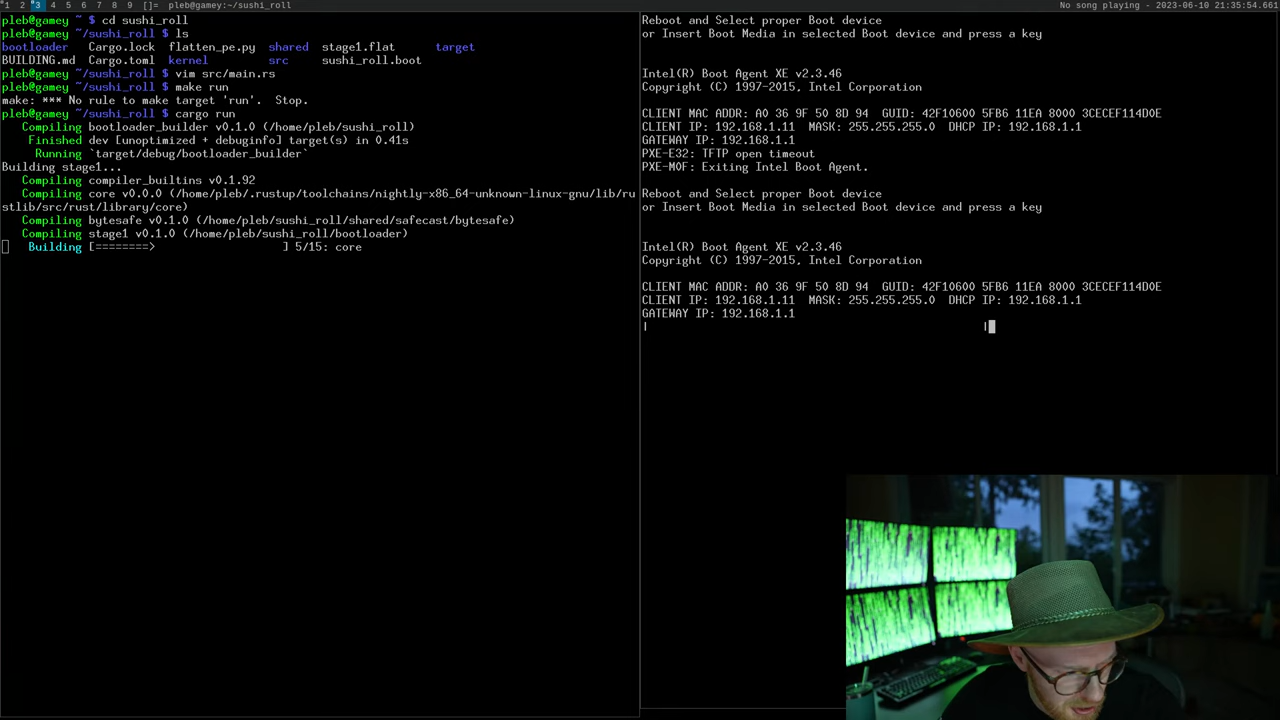 1 2 3 4 5 6 7 8 9 []= pleb@gamey:~/sushi_roll
No song playing - 2023-06-10 21:35:54.661
pleb@gamey ~ $ cd sushi_roll
pleb@gamey ~/sushi_roll $ ls
bootloader Cargo.lock flatten_pe.py shared stage1.flat target
BUILDING.md Cargo.toml kernel src sushi_roll.boot
pleb@gamey ~/sushi_roll $ vim src/main.rs
pleb@gamey ~/sushi_roll $ make run
make: *** No rule to make target 'run'. Stop.
pleb@gamey ~/sushi_roll $ cargo run
Compiling bootloader_builder v0.1.0 (/home/pleb/sushi_roll)
Finished dev [unoptimized + debuginfo] target(s) in 0.41s
Running `target/debug/bootloader_builder`
Building stage1...
Compiling compiler_builtins v0.1.92
Compiling core v0.0.0 (/home/pleb/.rustup/toolchains/nightly-x86_64-unknown-linux-gnu/lib/ru
stlib/src/rust/library/core)
Compiling bytesafe v0.1.0 (/home/pleb/sushi_roll/shared/safecast/bytesafe)
Compiling stage1 v0.1.0 (/home/pleb/sushi_roll/bootloader)
Building [========> ] 5/15: core
Reboot and Select proper Boot device
or Insert Boot Media in selected Boot device and press a key
Intel(R) Boot Agent XE v2.3.46
Copyright (C) 1997-2015, Intel Corporation
CLIENT MAC ADDR: A0 36 9F 50 8D 94 GUID: 42F10600 5FB6 11EA 8000 3CECEF114D0E
CLIENT IP: 192.168.1.11 MASK: 255.255.255.0 DHCP IP: 192.168.1.1
GATEWAY IP: 192.168.1.1
PXE-E32: TFTP open timeout
PXE-M0F: Exiting Intel Boot Agent.
Reboot and Select proper Boot device
or Insert Boot Media in selected Boot device and press a key
Intel(R) Boot Agent XE v2.3.46
Copyright (C) 1997-2015, Intel Corporation
CLIENT MAC ADDR: A0 36 9F 50 8D 94 GUID: 42F10600 5FB6 11EA 8000 3CECEF114D0E
CLIENT IP: 192.168.1.11 MASK: 255.255.255.0 DHCP IP: 192.168.1.1
GATEWAY IP: 192.168.1.1
| |